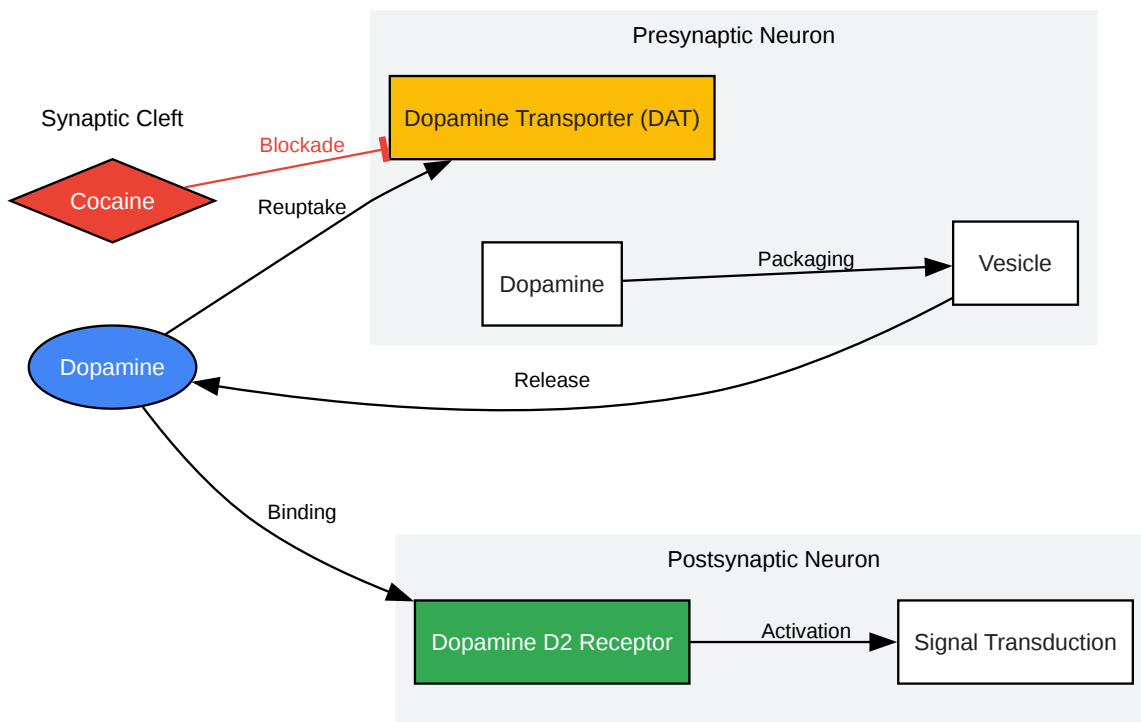 Presynaptic Neuron
Dopamine Transporter (DAT)
Synaptic Cleft
Blockade
Cocaine
Reuptake
Packaging
Vesicle
Dopamine
Dopamine
Release
Binding
Postsynaptic Neuron
Dopamine D2 Receptor
Activation
Signal Transduction